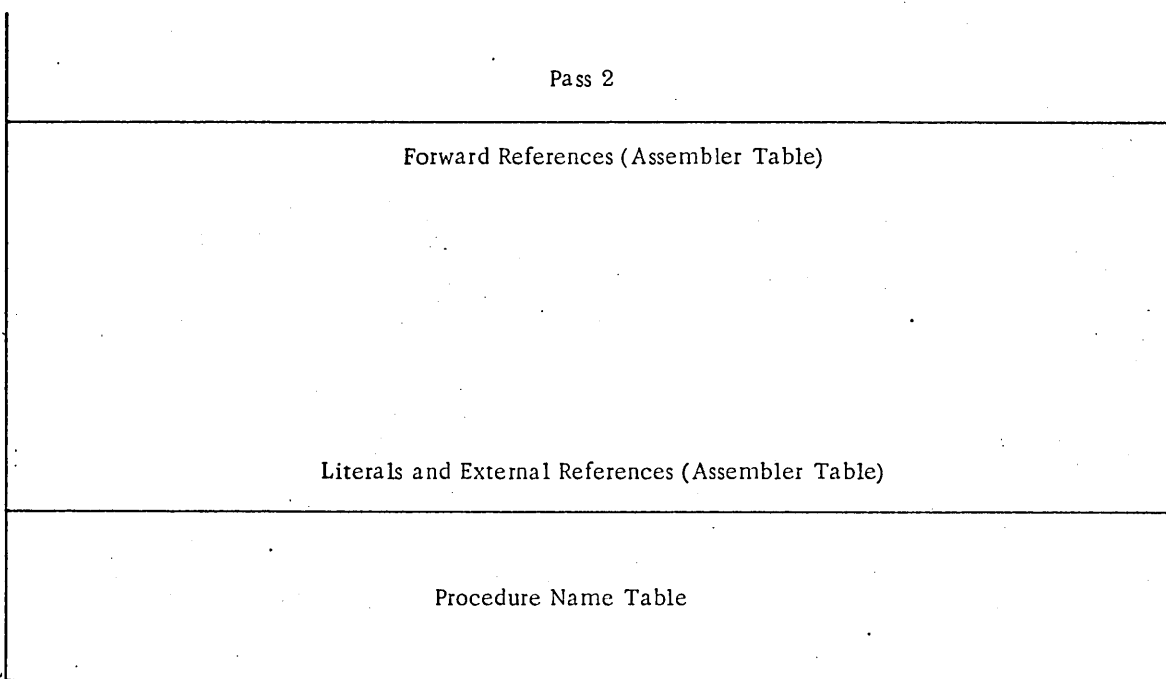 Pass 2
Forward References (Assembler Table)
Literals and External References (Assembler Table)
Procedure Name Table